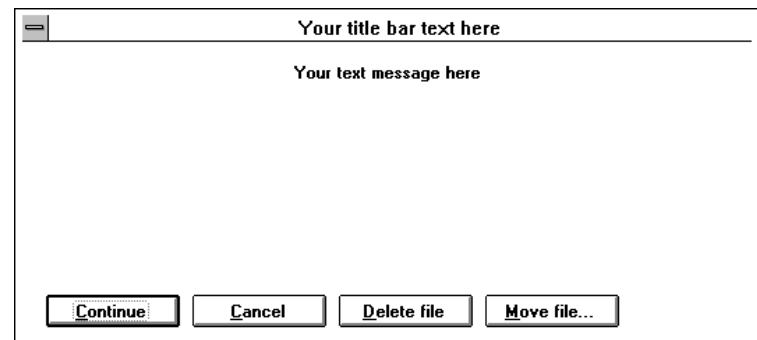 Your title bar text here
Your text message here
Continue Cancel Delete file Move file...